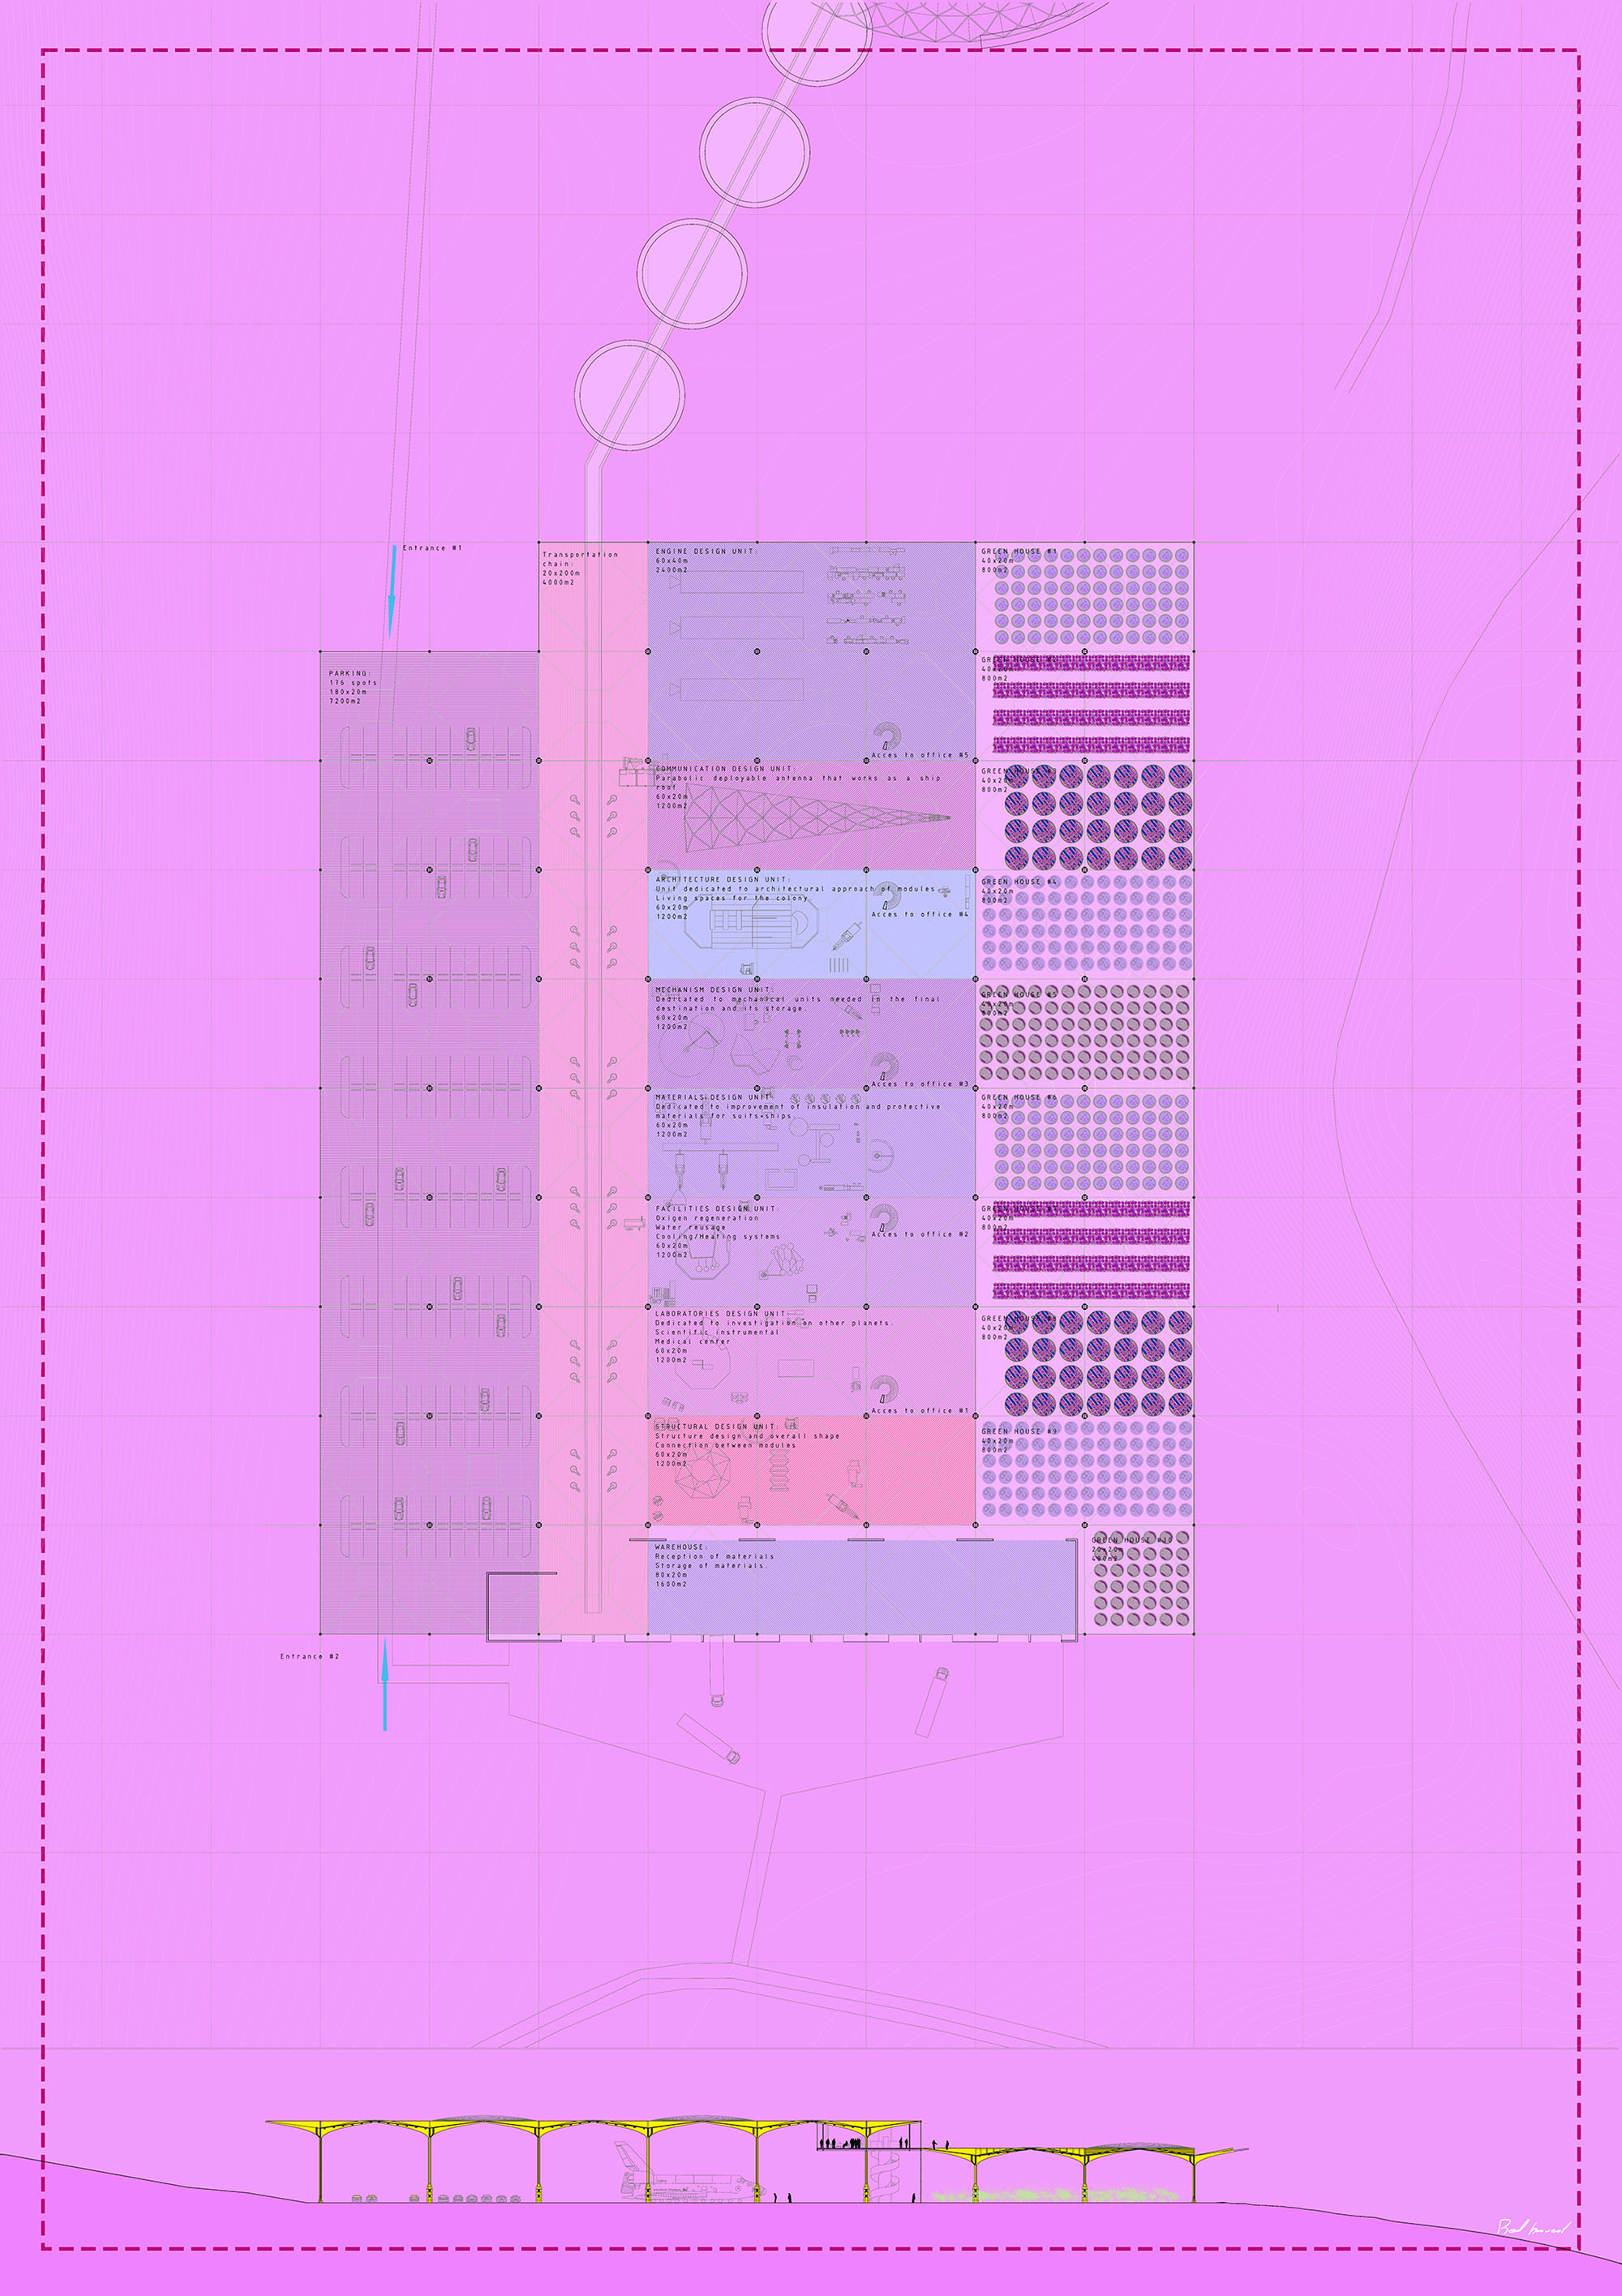 Entrance #1
Transportation
chain:
20x200m
4000m2
ENGINE DESIGN UNIT:
60x40m
2400m2
Acces to office #5
GREEN HOUSE #1
40x20m
800m2
PARKING:
176 spots
180x20m
7200m2
GREEN HOUSE #2
40x20m
800m2
COMMUNICATION DESIGN UNIT:
Parabolic deployable antenna that works as a ship
roof
60x20m
1200m2
GREEN HOUSE #3
40x20m
800m2
ARCHITECTURE DESIGN UNIT:
Unit dedicated to architectural approach of modules
Living spaces for the colony
60x20m
1200m2
Acces to office #4
GREEN HOUSE #4
40x20m
800m2
MECHANISM DESIGN UNIT:
Dedicated to mechanical units needed in the final
destination and its storage.
60x20m
1200m2
Acces to office #3
GREEN HOUSE #5
40x20m
800m2
MATERIALS DESIGN UNIT:
Dedicated to improvement of insulation and protective
materials for suits+ships.
60x20m
1200m2
GREEN HOUSE #6
40x20m
800m2
FACILITIES DESIGN UNIT:
Oxigen regeneration
Water reusage
Cooling/Heating systems
60x20m
1200m2
Acces to office #2
GREEN HOUSE #7
40x20m
800m2
LABORATORIES DESIGN UNIT:
Dedicated to investigation on other planets.
Scientific instrumental
Medical center
60x20m
1200m2
Acces to office #1
GREEN HOUSE #8
40x20m
800m2
STRUCTURAL DESIGN UNIT:
Structure design and overall shape
Connection between modules
60x20m
1200m2
GREEN HOUSE #9
40x20m
800m2
WAREHOUSE:
Reception of materials
Storage of materials.
80x20m
1600m2
GREEN HOUSE #10
20x20m
400m2
Entrance #2